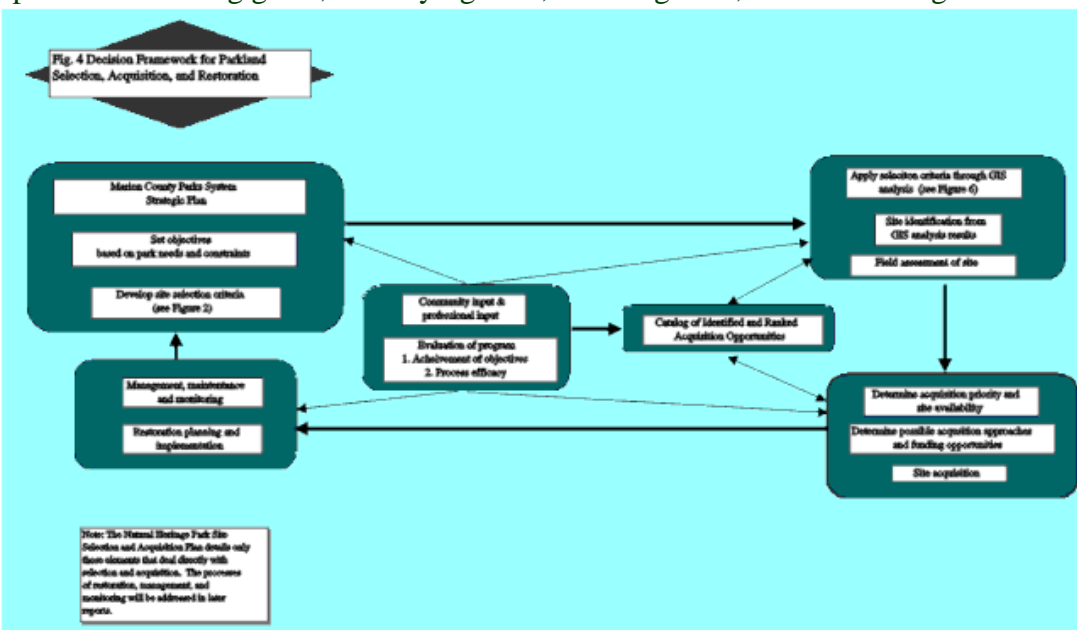 Fig. 4 Decision Framework for Parkland
Selection, Acquisition, and Restoration
Marion County Parks System
Strategic Plan
Set objectives
based on park needs and constraints
Develop site selection criteria
(see Figure 2)
Apply seleciton criteria through GIS
analysis (see Figure 6)
Site identification from
GIS analysis results
Field assessment of site
Community input &
professional input
Evaluation of program
1. Acheivement of objectives
2. Process efficacy
Catalog of Identified and Ranked
Acquisition Opportunities
Management, maintentance
and monitoring
Restoration planning and
implementation
Determine acquisition priority and
site availability
Determine possible acquisition approaches
and funding opportunities
Site acquisition
Note: The Natural Heritage Park Site
Selection and Acquisition Plan details only
those elements that deal directly with
selection and acquisition. The processes
of restoration, management, and
monitoring will be addressed in later
reports.